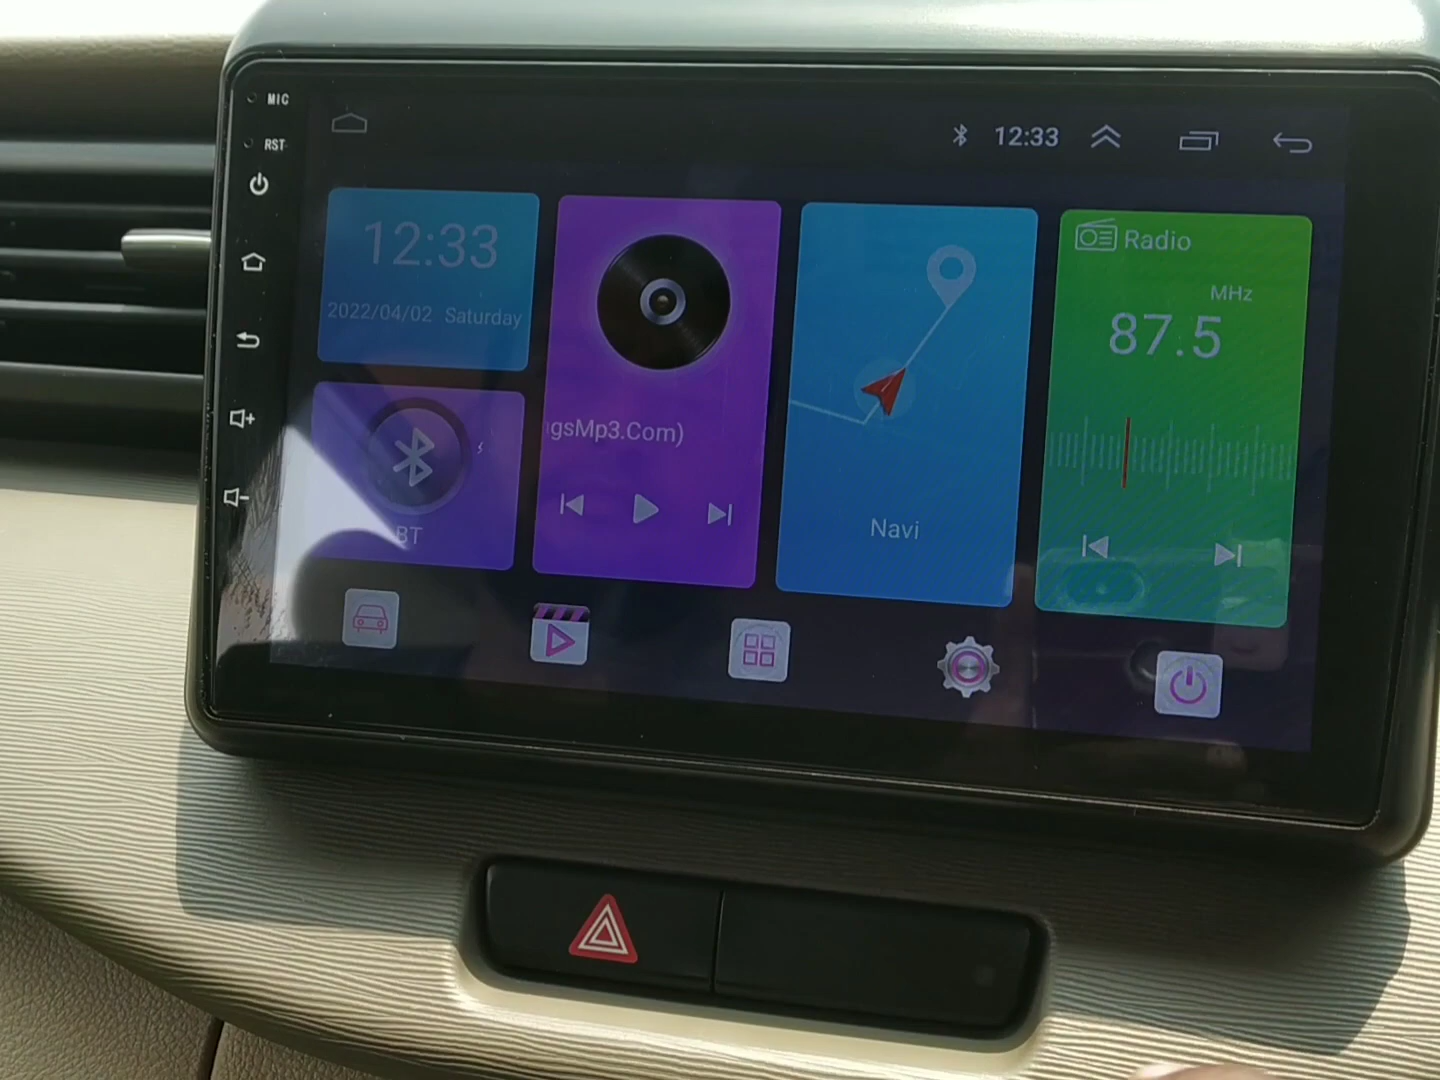 MIC
RST
12:33
12:33
2022/04/02 Saturday
BT
gsMp3.Com)
Navi
Radio
MHz
87.5